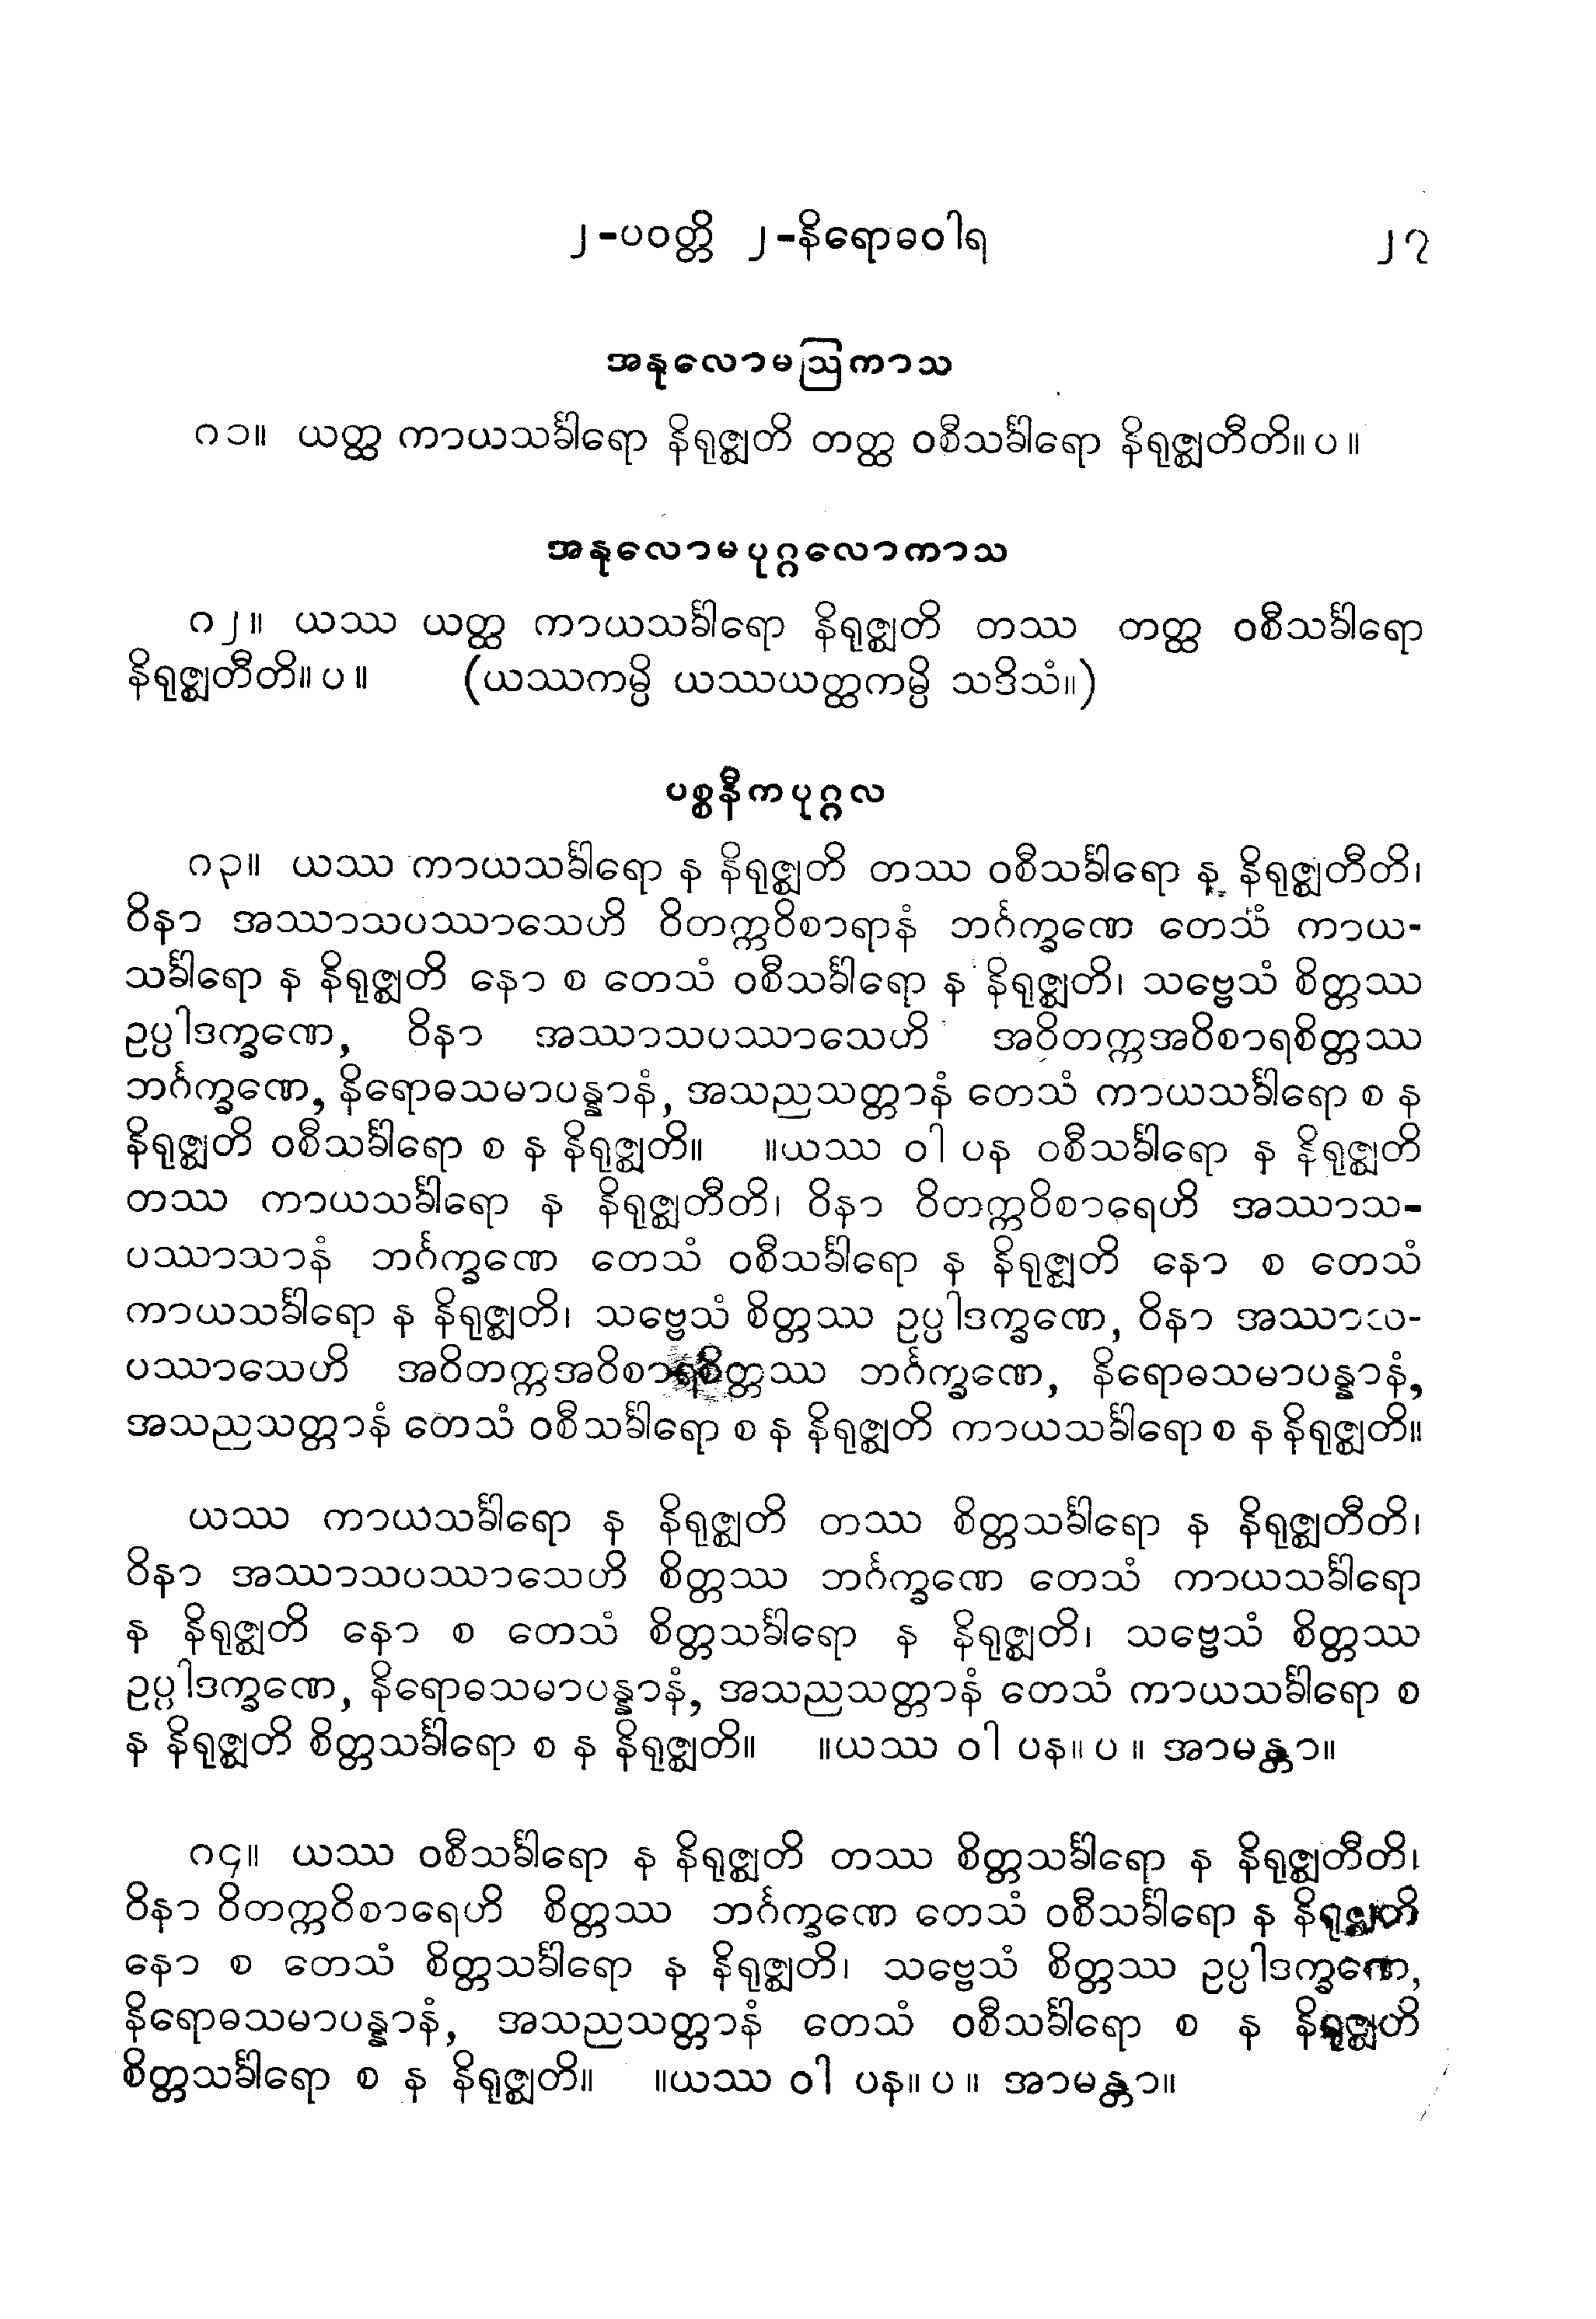 ၂-ပဝတ္တိ ၂-နိရောဓဝါရ ၂၇
အနုလောမဩကာသ
၈၁။ ယတ္ထ ကာယသင်္ခါရော နိရုဇ္ဈတိ တတ္ထ ဝစီသင်္ခါရော နိရုဇ္ဈတီတိ။ ပ ။
အနုလောမပုဂ္ဂလောကာသ
၈၂။ ယဿ ယတ္ထ ကာယသင်္ခါရော နိရုဇ္ဈတိ တဿ တတ္ထ ဝစီသင်္ခါရော
နိရုဇ္ဈတီတိ။ ပ ။ (ယဿကမ္ပိ ယဿယတ္ထကမ္ပိ သဒိသံ။)
ပစ္စနီကပုဂ္ဂလ
၈၃။ ယဿ ကာယသင်္ခါရော န နိရုဇ္ဈတိ တဿ ဝစီသင်္ခါရော န နိရုဇ္ဈတီတိ၊
ဝိနာ အဿာသပဿာသေဟိ ဝိတက္ကဝိစာရာနံ ဘင်္ဂက္ခဏေ တေသံ ကာယ-
သင်္ခါရော န နိရုဇ္ဈတိ နော စ တေသံ ဝစီသင်္ခါရော န နိရုဇ္ဈတိ၊ သဗ္ဗေသံ စိတ္တဿ
ဥပ္ပါဒက္ခဏေ, ဝိနာ အဿာသပဿာသေဟိ အဝိတက္ကအဝိစာရစိတ္တဿ
ဘင်္ဂက္ခဏေ, နိရောဓသမာပန္နာနံ, အသညသတ္တာနံ တေသံ ကာယသင်္ခါရော စ န
နိရုဇ္ဈတိ ဝစီသင်္ခါရော စ န နိရုဇ္ဈတိ။ ။ယဿ ဝါ ပန ဝစီသင်္ခါရော န နိရုဇ္ဈတိ
တဿ ကာယသင်္ခါရော န နိရုဇ္ဈတီတိ၊ ဝိနာ ဝိတက္ကဝိစာရေဟိ အဿာသ-
ပဿာသာနံ ဘင်္ဂက္ခဏေ တေသံ ဝစီသင်္ခါရော န နိရုဇ္ဈတိ နော စ တေသံ
ကာယသင်္ခါရော န နိရုဇ္ဈတိ၊ သဗ္ဗေသံ စိတ္တဿ ဥပ္ပါဒက္ခဏေ, ဝိနာ အဿာသ-
ပဿာသေဟိ အဝိတက္ကအဝိစာရစိတ္တဿ ဘင်္ဂက္ခဏေ, နိရောဓသမာပန္နာနံ,
အသညသတ္တာနံ တေသံ ဝစီသင်္ခါရော စ န နိရုဇ္ဈတိ ကာယသင်္ခါရော စ န နိရုဇ္ဈတိ။
ယဿ ကာယသင်္ခါရော န နိရုဇ္ဈတိ တဿ စိတ္တသင်္ခါရော န နိရုဇ္ဈတီတိ၊
ဝိနာ အဿာသပဿာသေဟိ စိတ္တဿ ဘင်္ဂက္ခဏေ တေသံ ကာယသင်္ခါရော
န နိရုဇ္ဈတိ နော စ တေသံ စိတ္တသင်္ခါရော န နိရုဇ္ဈတိ၊ သဗ္ဗေသံ စိတ္တဿ
ဥပ္ပါဒက္ခဏေ, နိရောဓသမာပန္နာနံ, အသညသတ္တာနံ တေသံ ကာယသင်္ခါရော စ
န နိရုဇ္ဈတိ စိတ္တသင်္ခါရော စ န နိရုဇ္ဈတိ။ ။ယဿ ဝါ ပန။ ပ ။ အာမန္တာ။
၈၄။ ယဿ ဝစီသင်္ခါရော န နိရုဇ္ဈတိ တဿ စိတ္တသင်္ခါရော န နိရုဇ္ဈတီတိ၊
ဝိနာ ဝိတက္ကဝိစာရေဟိ စိတ္တဿ ဘင်္ဂက္ခဏေ တေသံ ဝစီသင်္ခါရော န နိရုဇ္ဈတိ
နော စ တေသံ စိတ္တသင်္ခါရော န နိရုဇ္ဈတိ၊ သဗ္ဗေသံ စိတ္တဿ ဥပ္ပါဒက္ခဏေ,
နိရောဓသမာပန္နာနံ, အသညသတ္တာနံ တေသံ ဝစီသင်္ခါရော စ န နိရုဇ္ဈတိ
စိတ္တသင်္ခါရော စ န နိရုဇ္ဈတိ။ ။ယဿ ဝါ ပန။ ပ ။ အာမန္တာ။